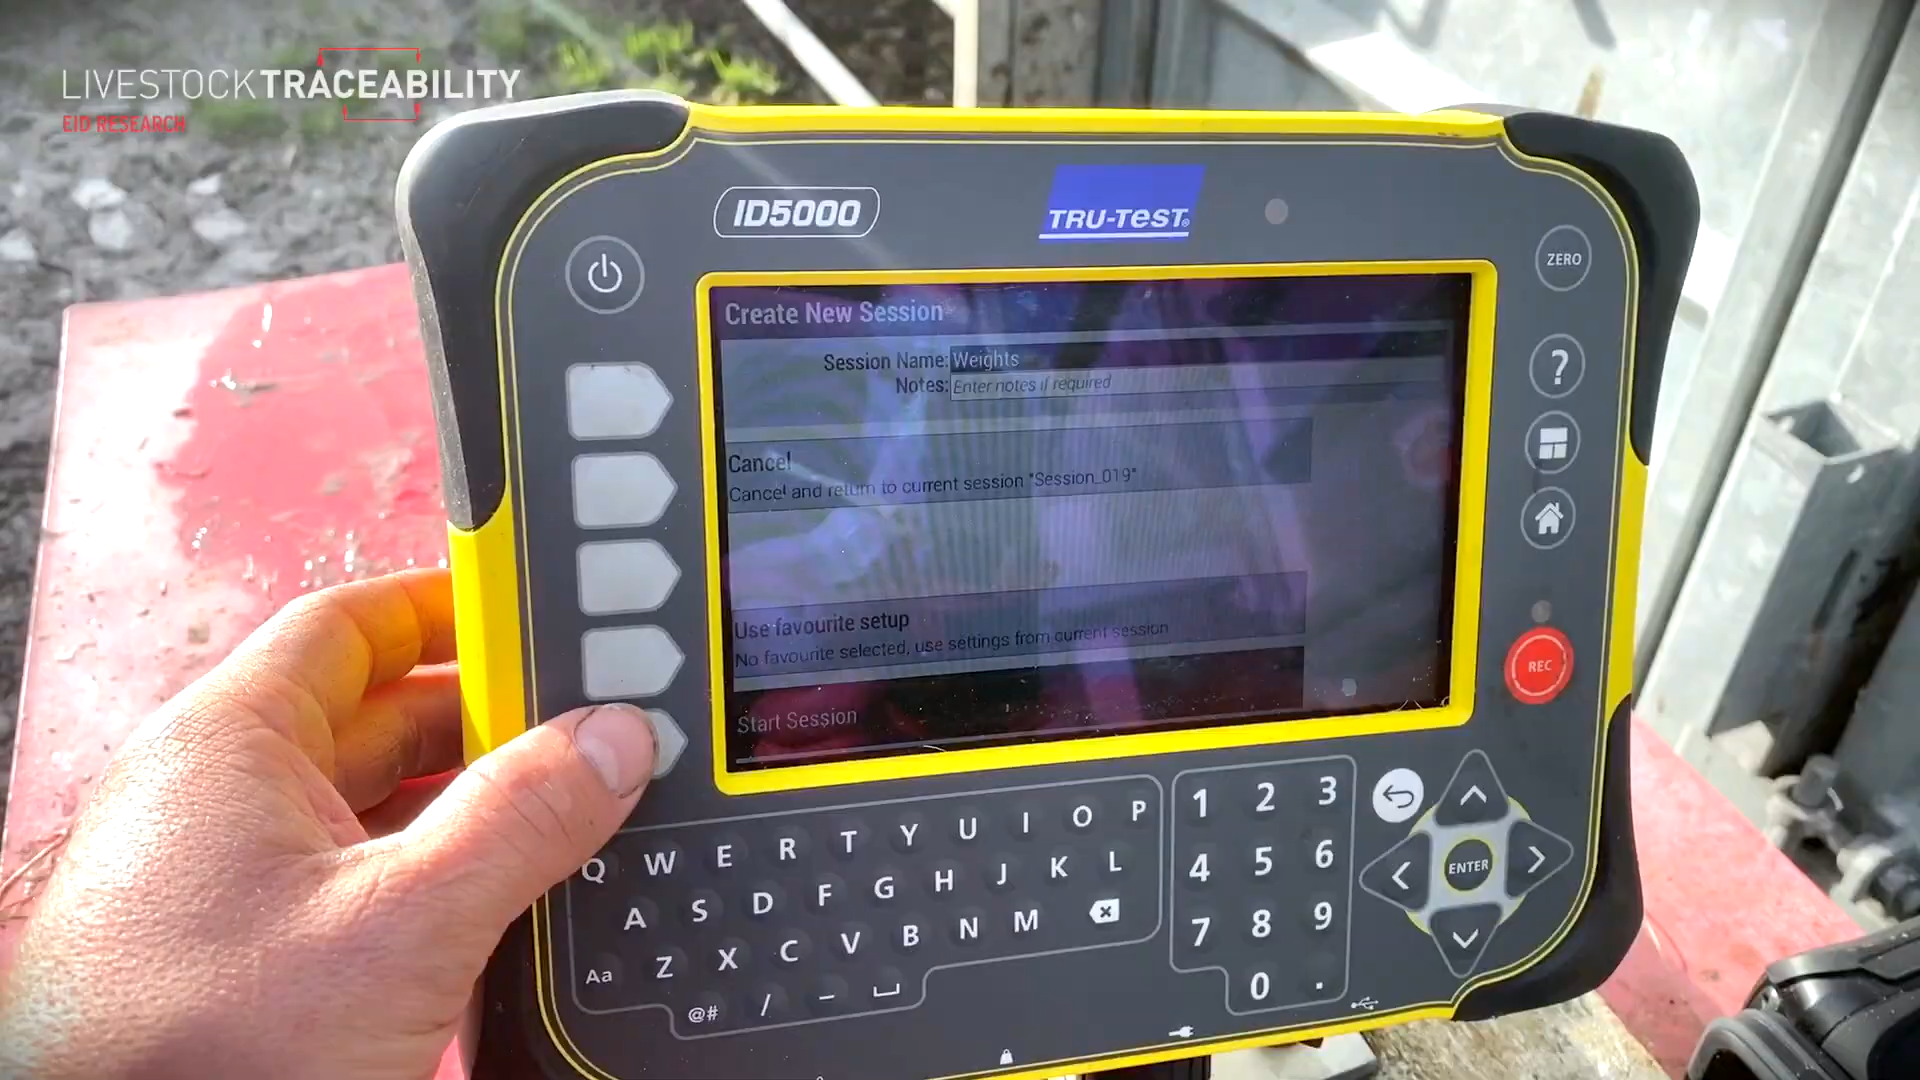 LIVESTOCKTRACEABILITY
EID RESEARCH
ID5000
TRU-TEST®
ZERO
Create New Session
Session Name: Weights
Notes: Enter notes if required
?
Cancel
Cancel and return to current session "Session_019"
Use favourite setup
No favourite selected, use settings from current session
REC
Start Session
Q W E R T Y U I O P
A S D F G H J K L
Aa Z X C V B N M
@# / –
1 2 3
4 5 6
7 8 9
0 .
ENTER